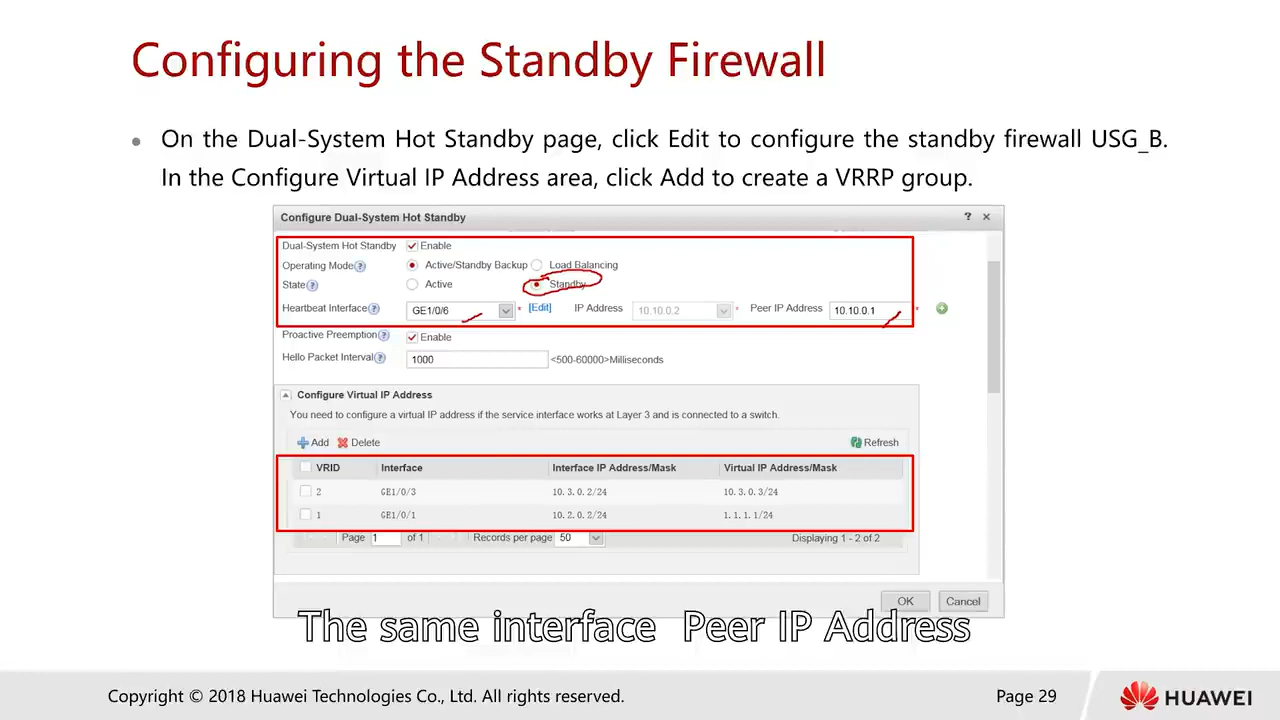 Configuring the Standby Firewall
On the Dual-System Hot Standby page, click Edit to configure the standby firewall USG_B.
In the Configure Virtual IP Address area, click Add to create a VRRP group.
Configure Dual-System Hot Standby
Dual-System Hot Standby Enable
Operating Mode Active/Standby Backup Load Balancing
State Active Standby
Heartbeat Interface GE1/0/6 * [Edit] IP Address 10.10.0.2 * Peer IP Address 10.10.0.1 *
Proactive Preemption Enable
Hello Packet Interval 1000 <500-60000>Milliseconds
Configure Virtual IP Address
You need to configure a virtual IP address if the service interface works at Layer 3 and is connected to a switch.
Add Delete Refresh
VRID Interface Interface IP Address/Mask Virtual IP Address/Mask
2 GE1/0/3 10.3.0.2/24 10.3.0.3/24
1 GE1/0/1 10.2.0.2/24 1.1.1.1/24
Page 1 of 1 Records per page 50 Displaying 1 - 2 of 2
OK Cancel
The same interface Peer IP Address
Copyright © 2018 Huawei Technologies Co., Ltd. All rights reserved. Page 29 HUAWEI